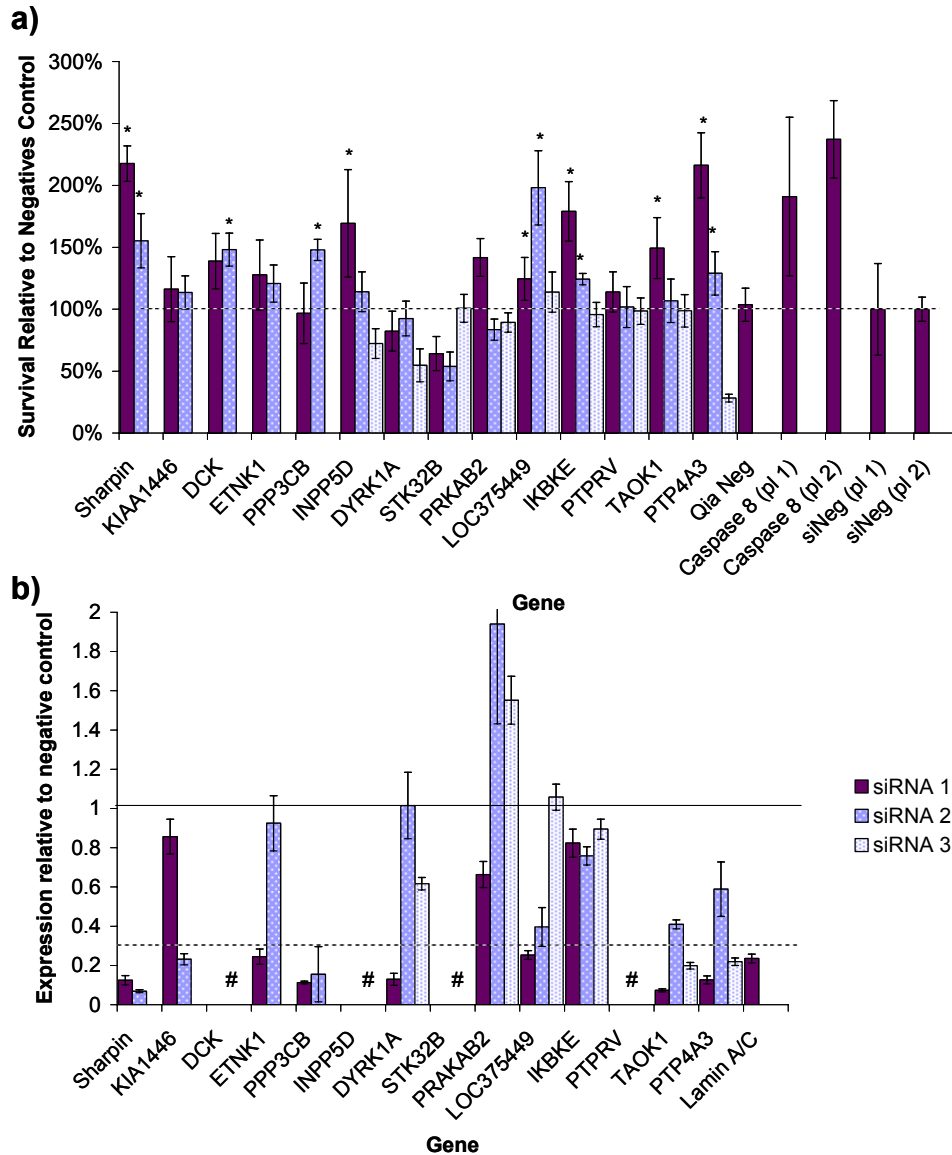 a)
Survival Relative to Negatives Control
300%
250%
200%
150%
100%
50%
0%
* * * * * * * * * * * * *
Sharpin
KIAA1446
DCK
ETNK1
PPP3CB
INPP5D
DYRK1A
STK32B
PRKAB2
LOC375449
IKBKE
PTPRV
TAOK1
PTP4A3
Qia Neg
Caspase 8 (pl 1)
Caspase 8 (pl 2)
siNeg (pl 1)
siNeg (pl 2)
Gene
b)
Expression relative to negative control
2
1.8
1.6
1.4
1.2
1
0.8
0.6
0.4
0.2
0
# # # #
Sharpin
KIA1446
DCK
ETNK1
PPP3CB
INPP5D
DYRK1A
STK32B
PRAKAB2
LOC375449
IKBKE
PTPRV
TAOK1
PTP4A3
Lamin A/C
Gene
siRNA 1
siRNA 2
siRNA 3